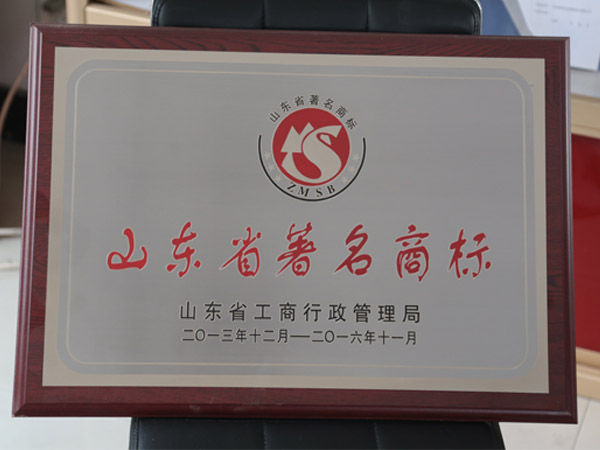 山东省著名商标
ZMSB
山东省著名商标
山东省工商行政管理局
二〇一三年十二月——二〇一六年十一月